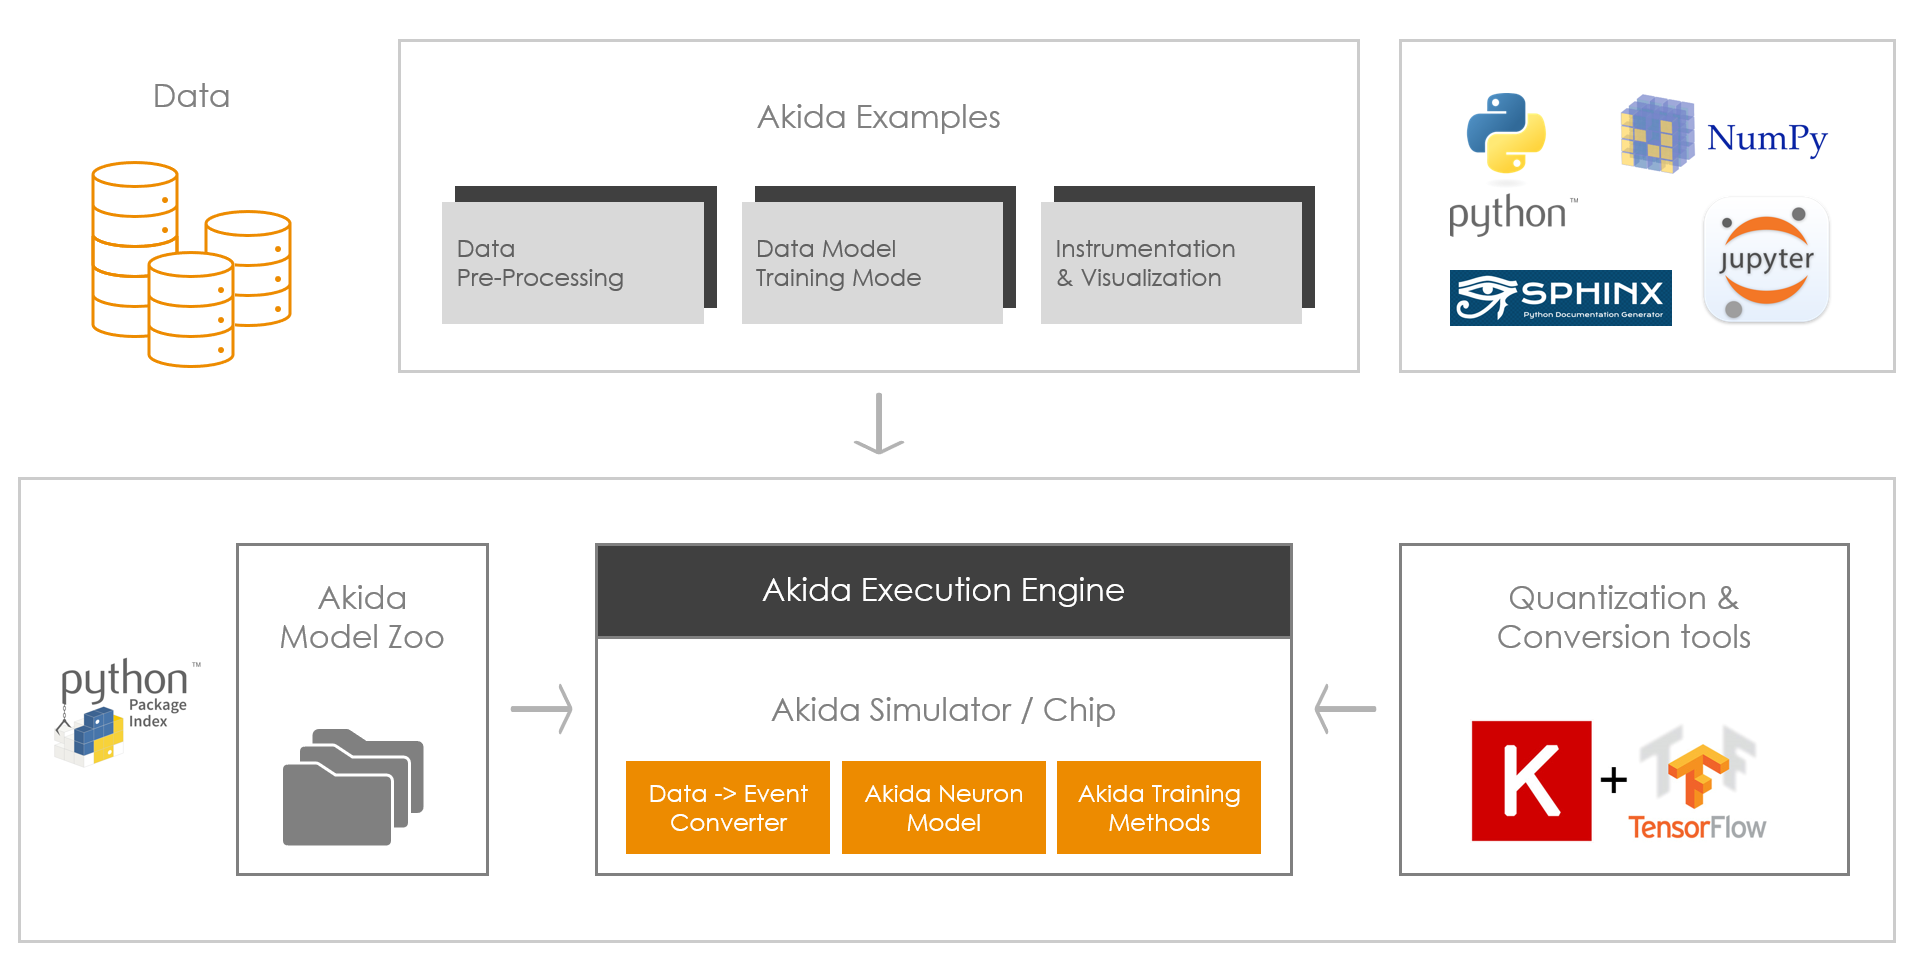 Data
Akida Examples
Data
Pre-Processing
Data Model
Training Mode
Instrumentation
& Visualization
python™
NumPy
jupyter
SPHINX
Python Documentation Generator
python™
Package
Index
Akida
Model Zoo
Akida Execution Engine
Akida Simulator / Chip
Data -> Event
Converter
Akida Neuron
Model
Akida Training
Methods
Quantization &
Conversion tools
K
+
TensorFlow